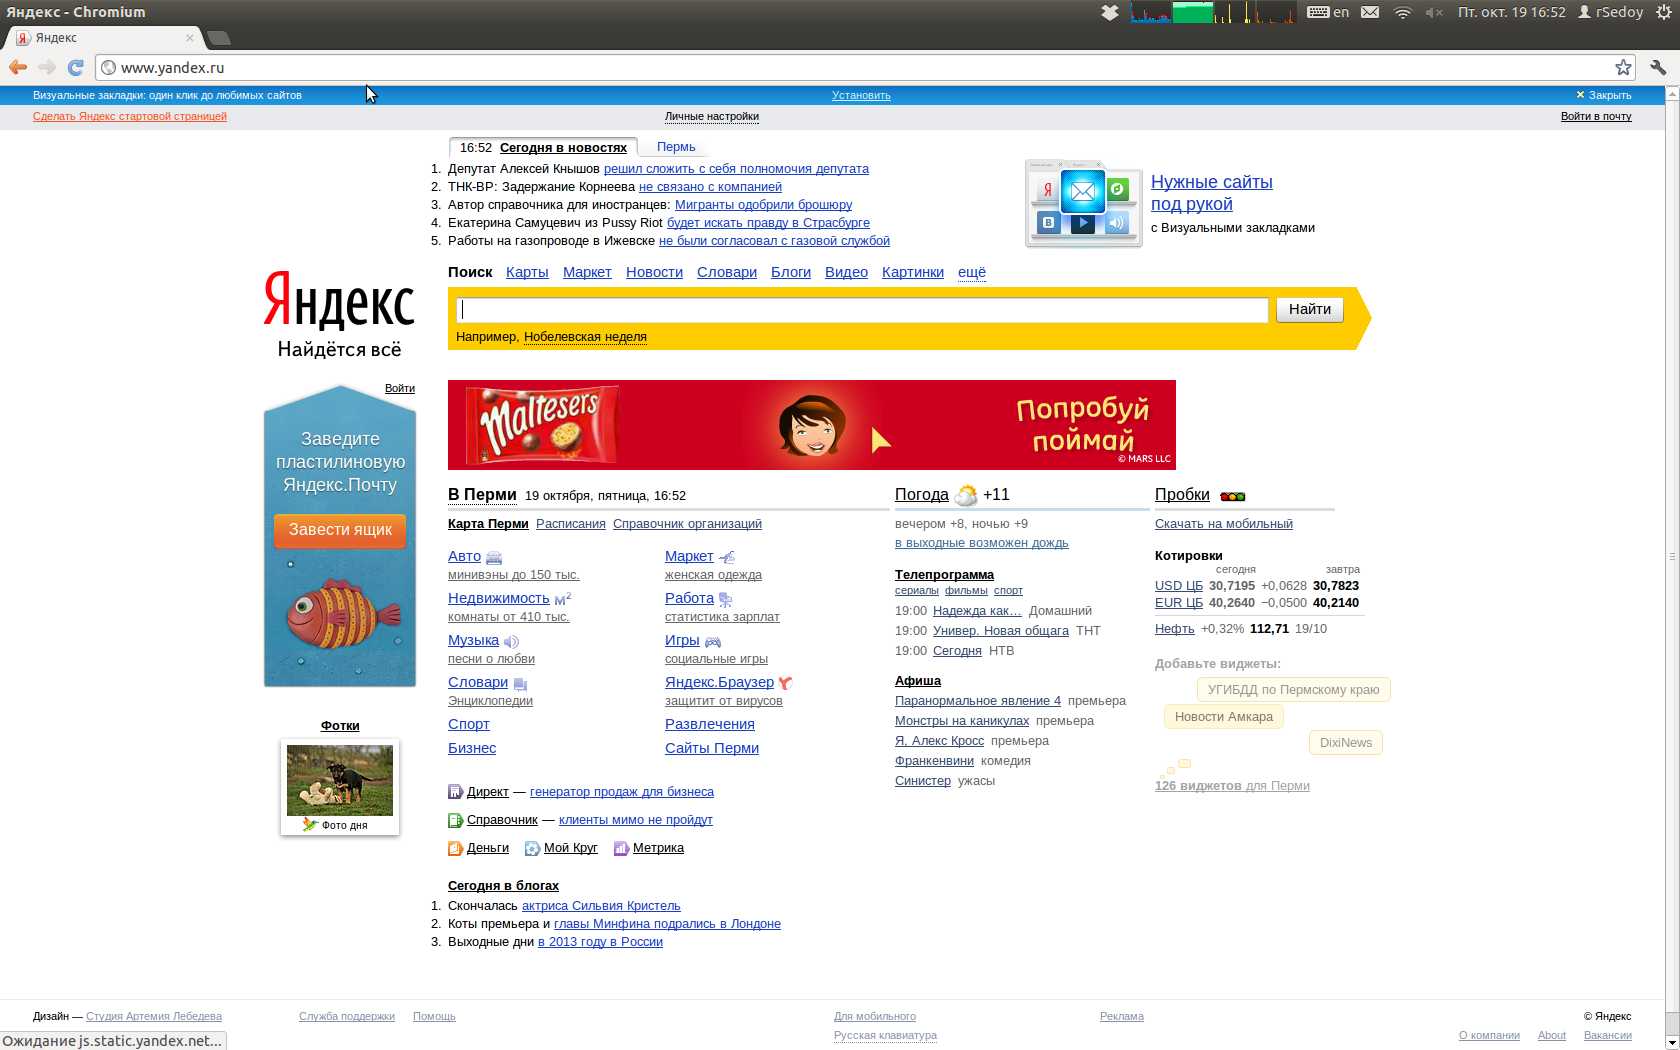 Яндекс - Chromium
en
Пт. окт. 19 16:52
rSedoy
Яндекс
www.yandex.ru
Визуальные закладки: один клик до любимых сайтов
Установить
Закрыть
Сделать Яндекс стартовой страницей
Личные настройки
Войти в почту
16:52 Сегодня в новостях Пермь
1. Депутат Алексей Кнышов решил сложить с себя полномочия депутата
2. ТНК-ВР: Задержание Корнеева не связано с компанией
3. Автор справочника для иностранцев: Мигранты одобрили брошюру
4. Екатерина Самуцевич из Pussy Riot будет искать правду в Страсбурге
5. Работы на газопроводе в Ижевске не были согласовал с газовой службой
Нужные сайты
под рукой
с Визуальными закладками
Поиск Карты Маркет Новости Словари Блоги Видео Картинки ещё
Яндекс
Найдётся всё
Найти
Например, Нобелевская неделя
Войти
Заведите
пластилиновую
Яндекс.Почту
Завести ящик
Maltesers
Попробуй
поймай
© MARS LLC
В Перми 19 октября, пятница, 16:52
Карта Перми Расписания Справочник организаций
Авто
минивэны до 150 тыс.
Маркет
женская одежда
Недвижимость м²
комнаты от 410 тыс.
Работа
статистика зарплат
Музыка
песни о любви
Игры
социальные игры
Словари
Энциклопедии
Яндекс.Браузер
защитит от вирусов
Спорт
Развлечения
Бизнес
Сайты Перми
Директ — генератор продаж для бизнеса
Справочник — клиенты мимо не пройдут
Деньги Мой Круг Метрика
Сегодня в блогах
1. Скончалась актриса Сильвия Кристель
2. Коты премьера и главы Минфина подрались в Лондоне
3. Выходные дни в 2013 году в России
Фотки
Фото дня
Погода +11
вечером +8, ночью +9
в выходные возможен дождь
Телепрограмма
сериалы фильмы спорт
19:00 Надежда как… Домашний
19:00 Универ. Новая общага ТНТ
19:00 Сегодня НТВ
Афиша
Паранормальное явление 4 премьера
Монстры на каникулах премьера
Я, Алекс Кросс премьера
Франкенвини комедия
Синистер ужасы
Пробки
Скачать на мобильный
Котировки
сегодня завтра
USD ЦБ 30,7195 +0,0628 30,7823
EUR ЦБ 40,2640 −0,0500 40,2140
Нефть +0,32% 112,71 19/10
Добавьте виджеты:
УГИБДД по Пермскому краю
Новости Амкара
DixiNews
126 виджетов для Перми
Дизайн — Студия Артемия Лебедева
Служба поддержки Помощь
Для мобильного
Реклама
© Яндекс
Русская клавиатура
О компании About Вакансии
Ожидание js.static.yandex.net...